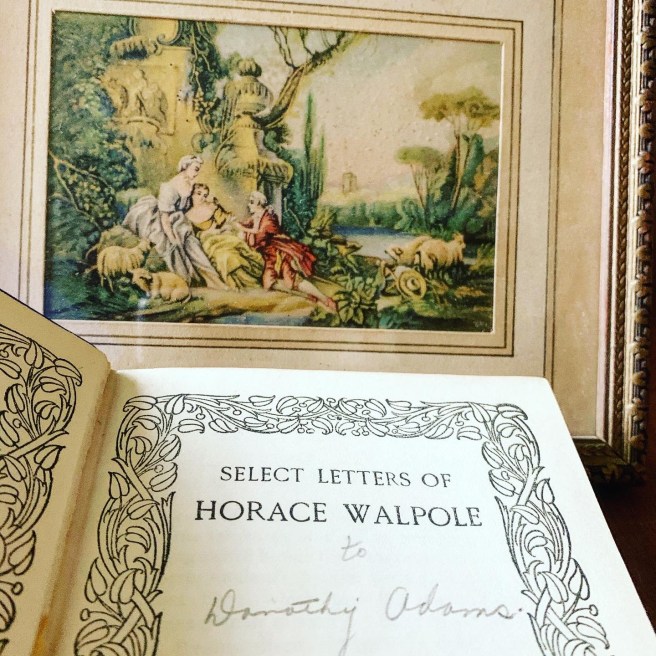 SELECT LETTERS OF
HORACE WALPOLE
to
Dorothy Adams.